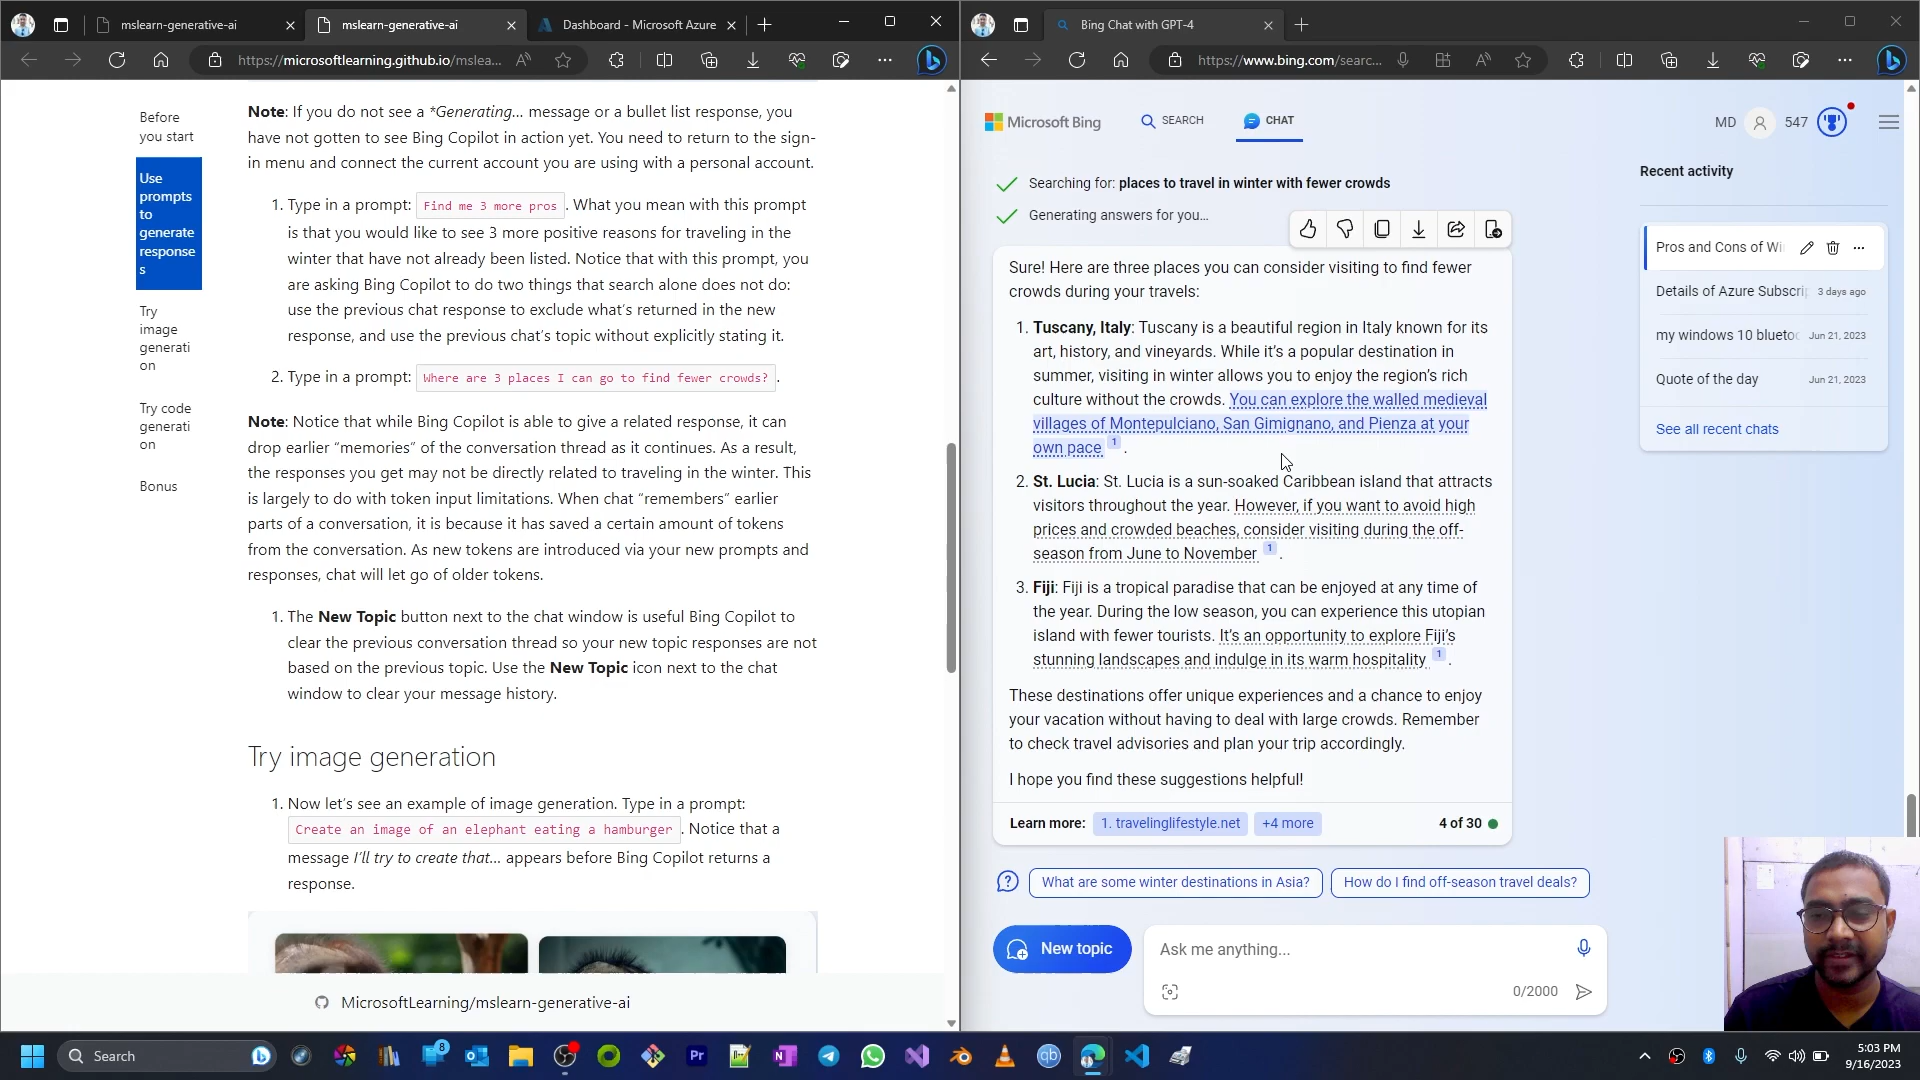 mslearn-generative-ai
mslearn-generative-ai
Dashboard - Microsoft Azure
https://microsoftlearning.github.io/mslea...
Before
you start
Use
prompts
to
generate
response
s
Try
image
generati
on
Try code
generati
on
Bonus
Note: If you do not see a *Generating... message or a bullet list response, you
have not gotten to see Bing Copilot in action yet. You need to return to the sign-
in menu and connect the current account you are using with a personal account.
1. Type in a prompt: Find me 3 more pros. What you mean with this prompt
is that you would like to see 3 more positive reasons for traveling in the
winter that have not already been listed. Notice that with this prompt, you
are asking Bing Copilot to do two things that search alone does not do:
use the previous chat response to exclude what's returned in the new
response, and use the previous chat's topic without explicitly stating it.
2. Type in a prompt: Where are 3 places I can go to find fewer crowds?.
Note: Notice that while Bing Copilot is able to give a related response, it can
drop earlier “memories” of the conversation thread as it continues. As a result,
the responses you get may not be directly related to traveling in the winter. This
is largely to do with token input limitations. When chat “remembers” earlier
parts of a conversation, it is because it has saved a certain amount of tokens
from the conversation. As new tokens are introduced via your new prompts and
responses, chat will let go of older tokens.
1. The New Topic button next to the chat window is useful Bing Copilot to
clear the previous conversation thread so your new topic responses are not
based on the previous topic. Use the New Topic icon next to the chat
window to clear your message history.
Try image generation
1. Now let's see an example of image generation. Type in a prompt:
Create an image of an elephant eating a hamburger. Notice that a
message I'll try to create that... appears before Bing Copilot returns a
response.
MicrosoftLearning/mslearn-generative-ai
Bing Chat with GPT-4
https://www.bing.com/searc...
Microsoft Bing
SEARCH
CHAT
MD
547
Searching for: places to travel in winter with fewer crowds
Generating answers for you...
Sure! Here are three places you can consider visiting to find fewer
crowds during your travels:
1. Tuscany, Italy: Tuscany is a beautiful region in Italy known for its
art, history, and vineyards. While it's a popular destination in
summer, visiting in winter allows you to enjoy the region's rich
culture without the crowds. You can explore the walled medieval
villages of Montepulciano, San Gimignano, and Pienza at your
own pace 1.
2. St. Lucia: St. Lucia is a sun-soaked Caribbean island that attracts
visitors throughout the year. However, if you want to avoid high
prices and crowded beaches, consider visiting during the off-
season from June to November 1.
3. Fiji: Fiji is a tropical paradise that can be enjoyed at any time of
the year. During the low season, you can experience this utopian
island with fewer tourists. It's an opportunity to explore Fiji's
stunning landscapes and indulge in its warm hospitality 1.
These destinations offer unique experiences and a chance to enjoy
your vacation without having to deal with large crowds. Remember
to check travel advisories and plan your trip accordingly.
I hope you find these suggestions helpful!
Learn more: 1. travelinglifestyle.net +4 more 4 of 30
What are some winter destinations in Asia? How do I find off-season travel deals?
New topic
Ask me anything...
0/2000
Recent activity
Pros and Cons of Wi
Details of Azure Subscrip 3 days ago
my windows 10 blueto Jun 21, 2023
Quote of the day Jun 21, 2023
See all recent chats
Search
8
Pr
N
qb
5:03 PM
9/16/2023